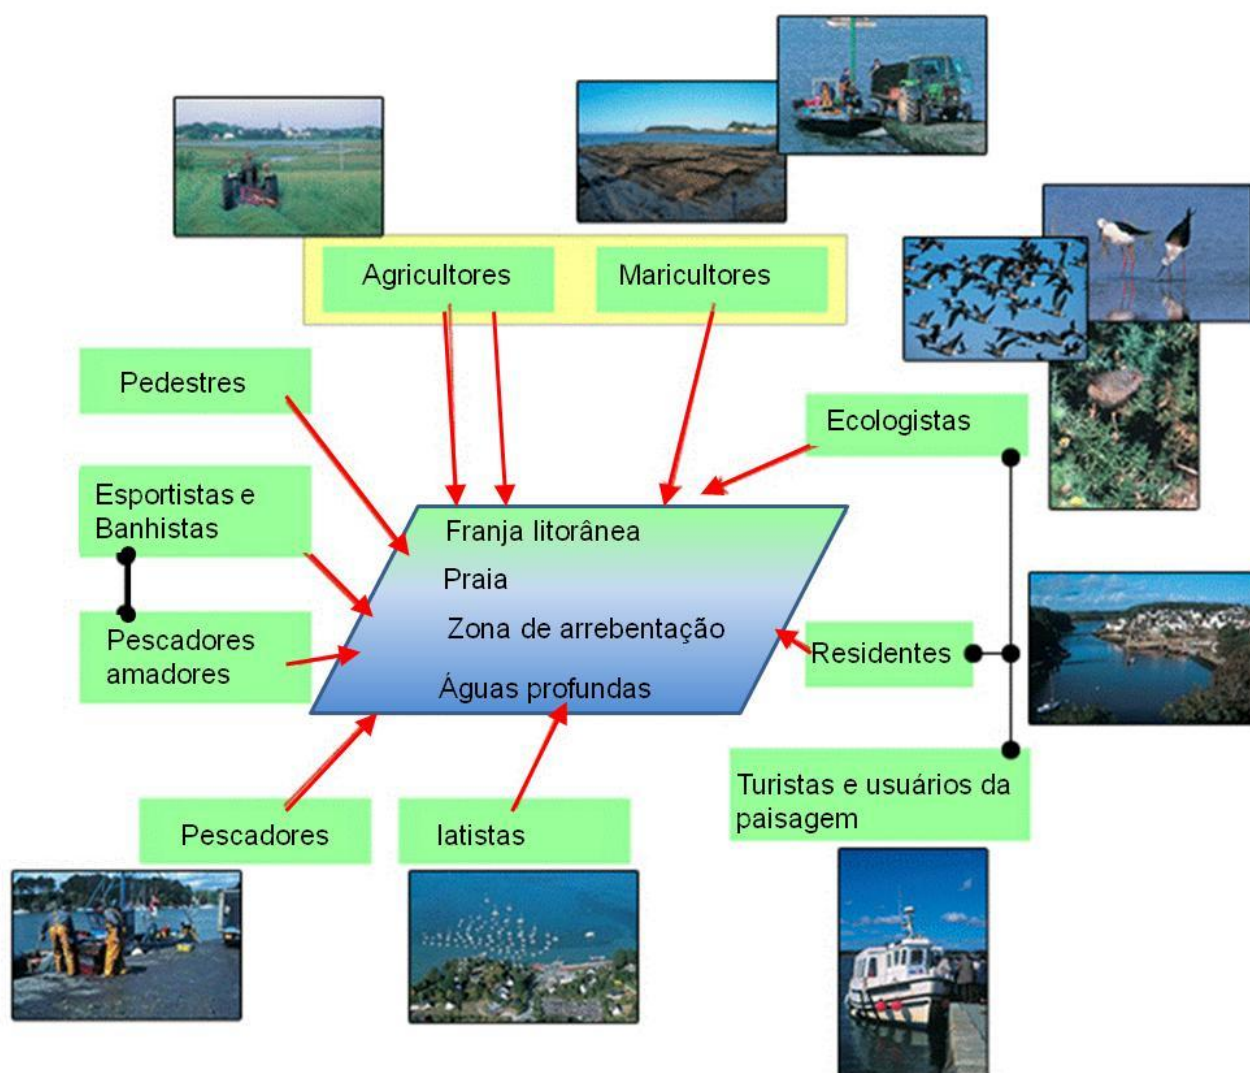 Agricultores
Maricultores
Pedestres
Ecologistas
Esportistas e
Banhistas
Franja litorânea
Praia
Zona de arrebentação
Águas profundas
Pescadores
amadores
Residentes
Turistas e usuários da
paisagem
Pescadores
Iatistas